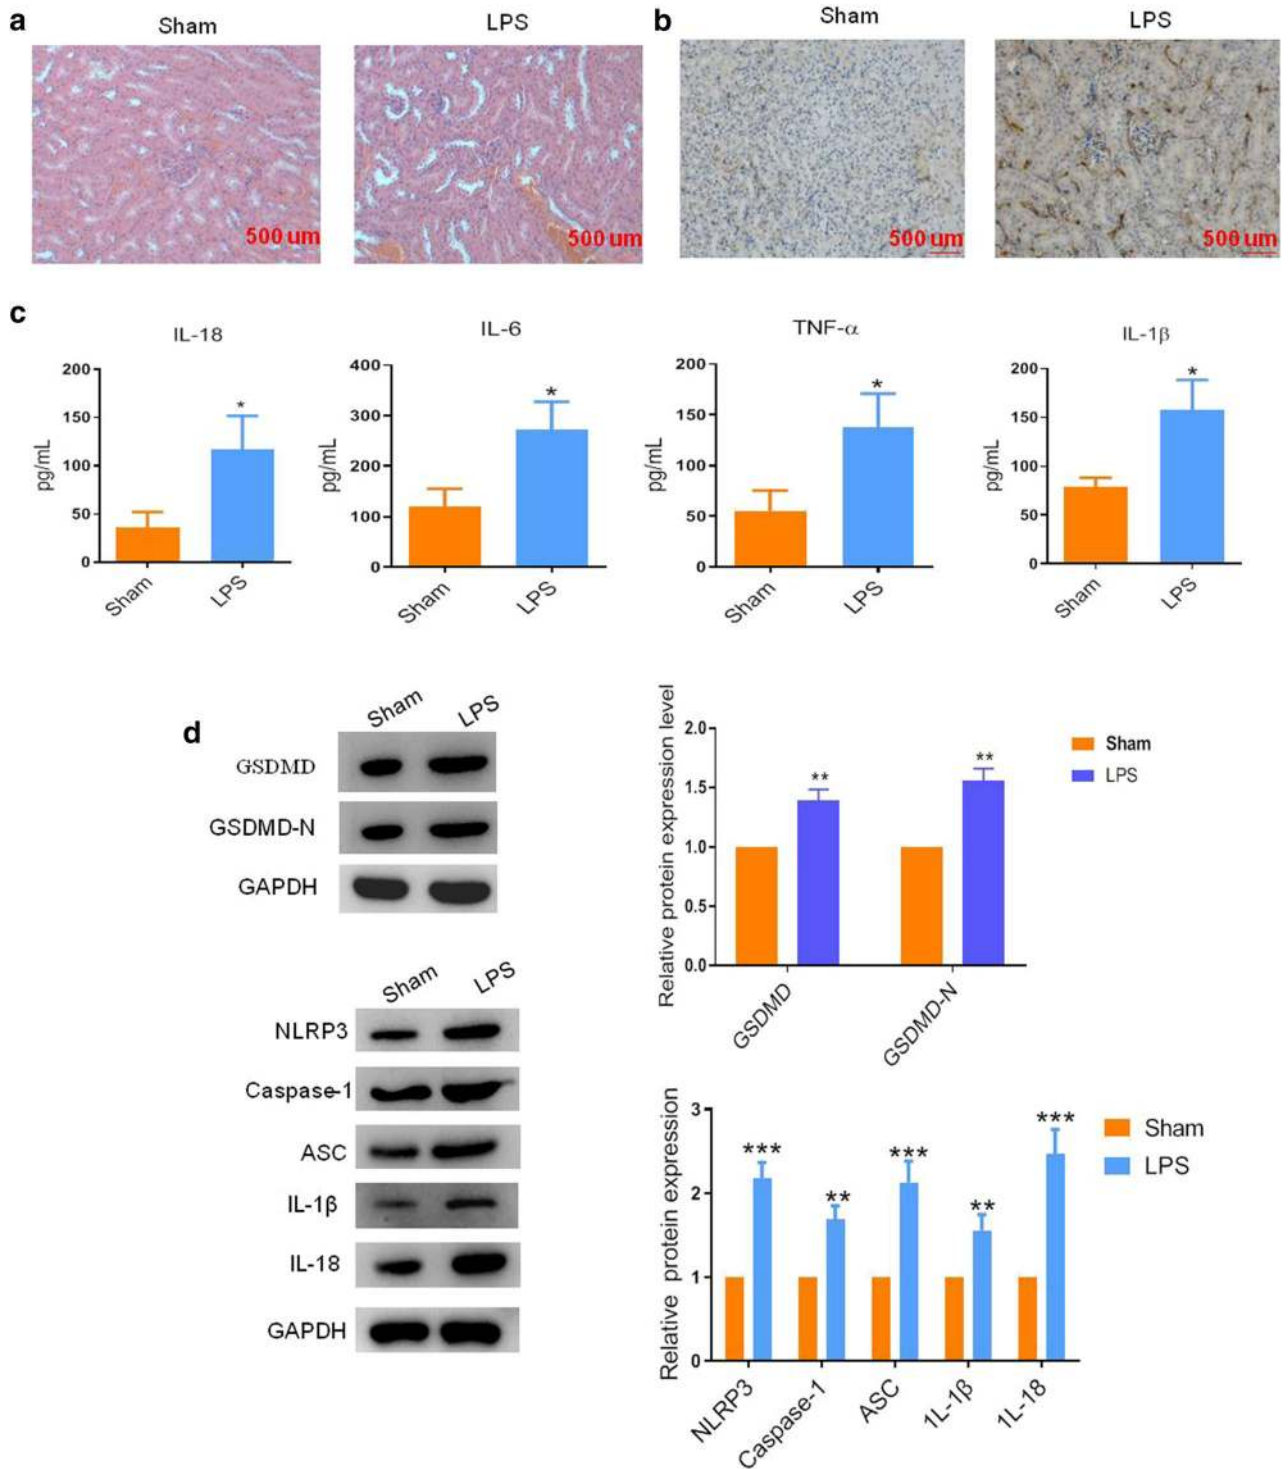 a
Sham
LPS
500 um
500 um
b
Sham
LPS
500 um
500 um
c
IL-18
pg/mL
200
150
100
50
0
*
Sham
LPS
IL-6
pg/mL
400
300
200
100
0
*
Sham
LPS
TNF-α
pg/mL
200
150
100
50
0
*
Sham
LPS
IL-1β
pg/mL
200
150
100
50
0
*
Sham
LPS
d
Sham
LPS
GSDMD
GSDMD-N
GAPDH
Relative protein expression level
2.0
1.5
1.0
0.5
0.0
**
**
GSDMD
GSDMD-N
Sham
LPS
Sham
LPS
NLRP3
Caspase-1
ASC
IL-1β
IL-18
GAPDH
Relative protein expression
3
2
1
0
***
**
***
**
***
NLRP3
Caspase-1
ASC
1L-1β
1L-18
Sham
LPS